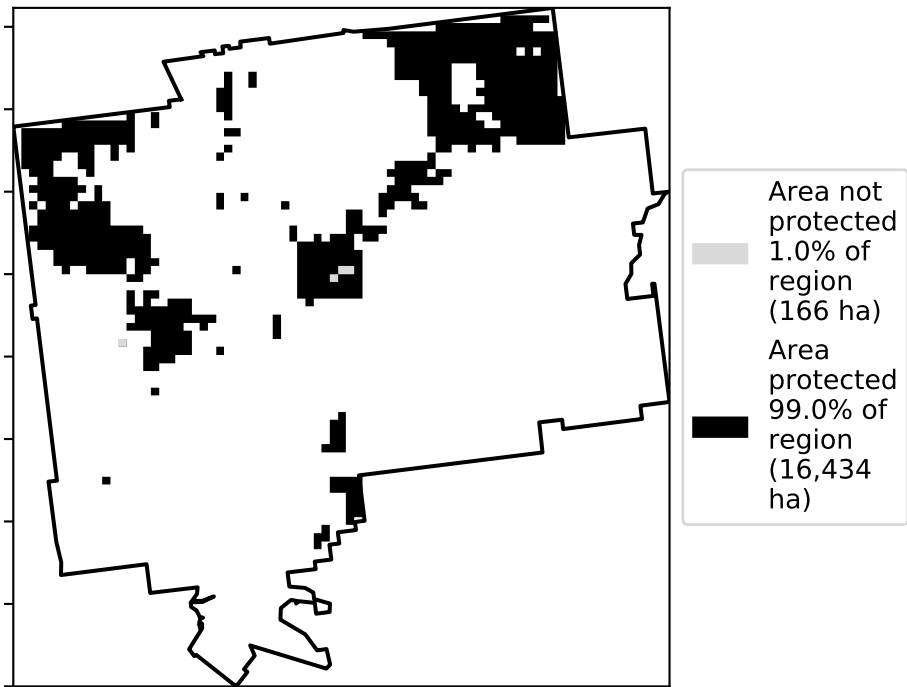 Area not
protected
1.0% of
region
(166 ha)
Area
protected
99.0% of
region
(16,434
ha)